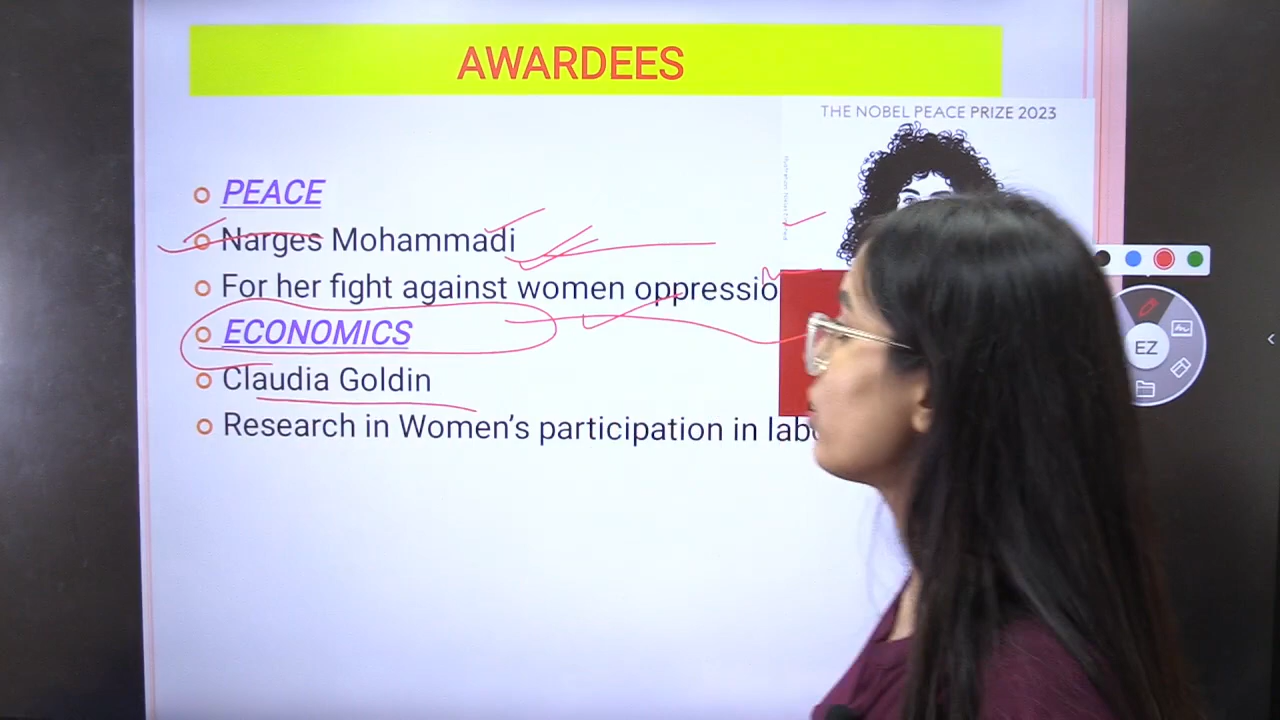 AWARDEES
THE NOBEL PEACE PRIZE 2023
PEACE
Narges Mohammadi
For her fight against women oppressio
ECONOMICS
Claudia Goldin
Research in Women's participation in lab
EZ